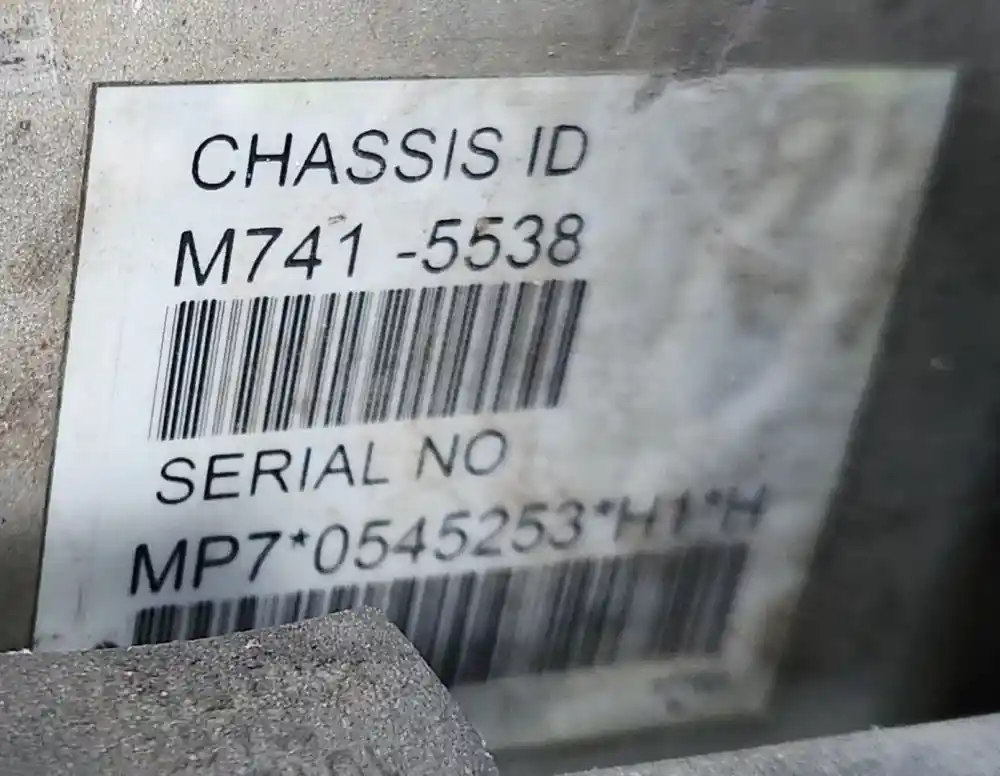 CHASSIS ID
M741 -5538
SERIAL NO
MP7*0545253*H1*H